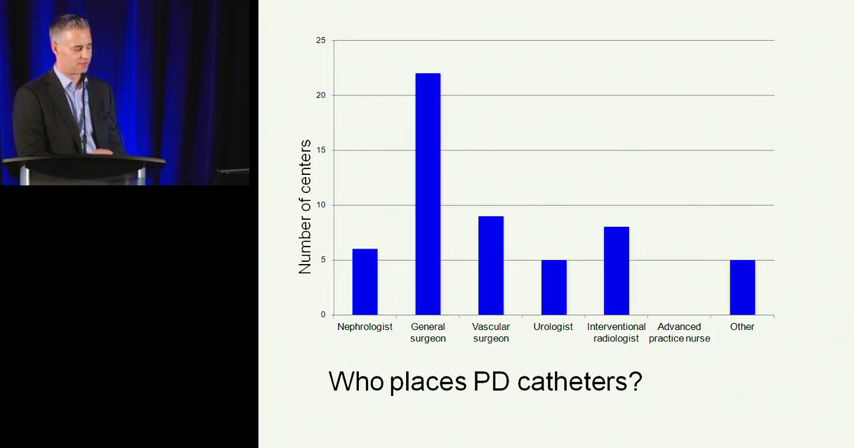 25
20
15
10
5
0
Number of centers
Nephrologist
General
surgeon
Vascular
surgeon
Urologist
Interventional
radiologist
Advanced
practice nurse
Other
Who places PD catheters?